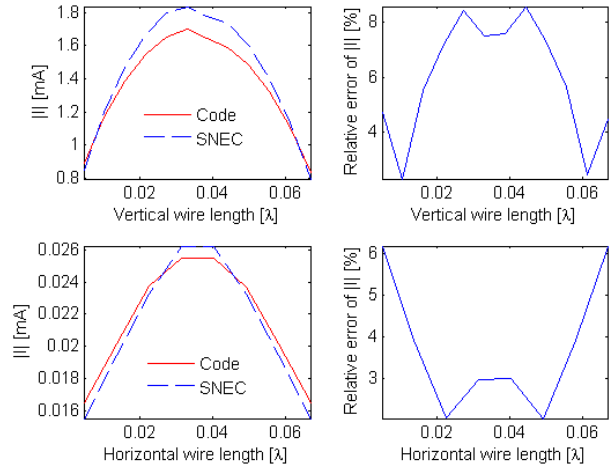 1.8
1.6
1.4
1.2
1
0.8
|I| [mA]
Code
SNEC
0.02
0.04
0.06
Vertical wire length [λ]
8
6
4
Relative error of |I| [%]
0.02
0.04
0.06
Vertical wire length [λ]
0.026
0.024
0.022
0.02
0.018
0.016
|I| [mA]
Code
SNEC
0.02
0.04
0.06
Horizontal wire length [λ]
6
5
4
3
Relative error of |I| [%]
0.02
0.04
0.06
Horizontal wire length [λ]